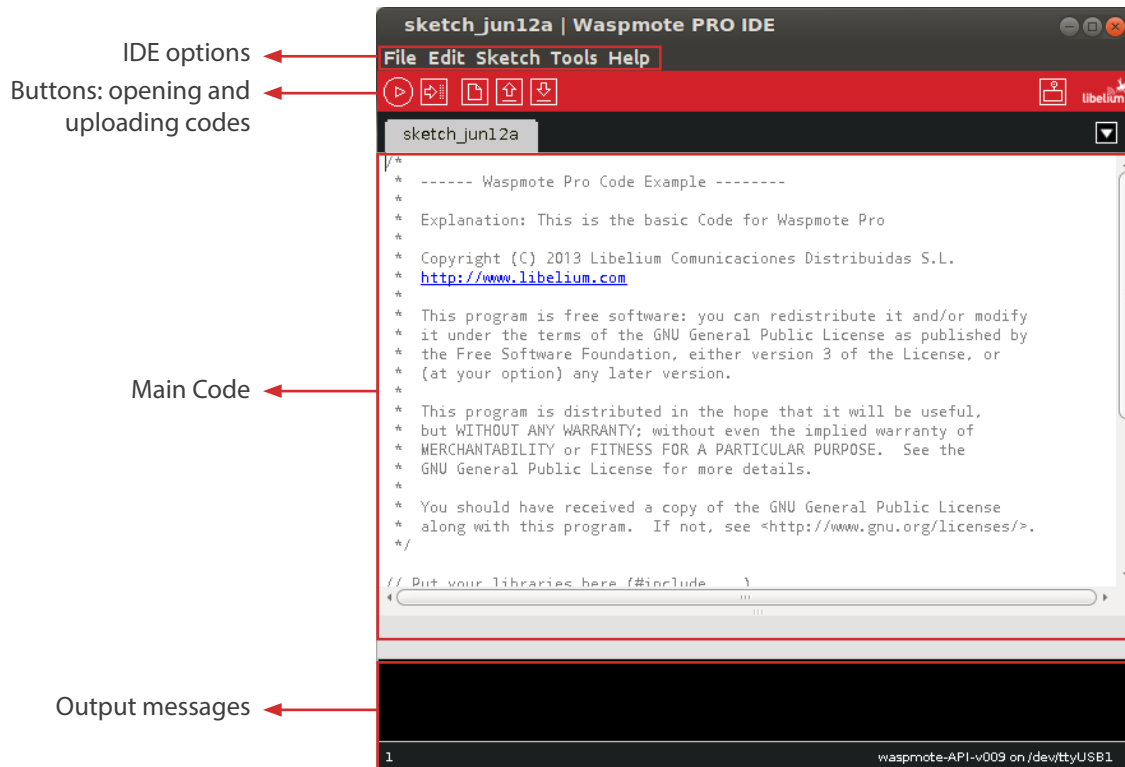 sketch_jun12a | Waspmote PRO IDE
IDE options
File Edit Sketch Tools Help
Buttons: opening and
uploading codes
libelium
sketch_jun12a
/*
* ------ Waspmote Pro Code Example --------
*
* Explanation: This is the basic Code for Waspmote Pro
*
* Copyright (C) 2013 Libelium Comunicaciones Distribuidas S.L.
* http://www.libelium.com
*
* This program is free software: you can redistribute it and/or modify
* it under the terms of the GNU General Public License as published by
* the Free Software Foundation, either version 3 of the License, or
* (at your option) any later version.
*
* This program is distributed in the hope that it will be useful,
* but WITHOUT ANY WARRANTY; without even the implied warranty of
* MERCHANTABILITY or FITNESS FOR A PARTICULAR PURPOSE.  See the
* GNU General Public License for more details.
*
* You should have received a copy of the GNU General Public License
* along with this program.  If not, see <http://www.gnu.org/licenses/>.
*/
// Put your libraries here (#include ...)
Main Code
Output messages
1
waspmote-API-v009 on /dev/ttyUSB1